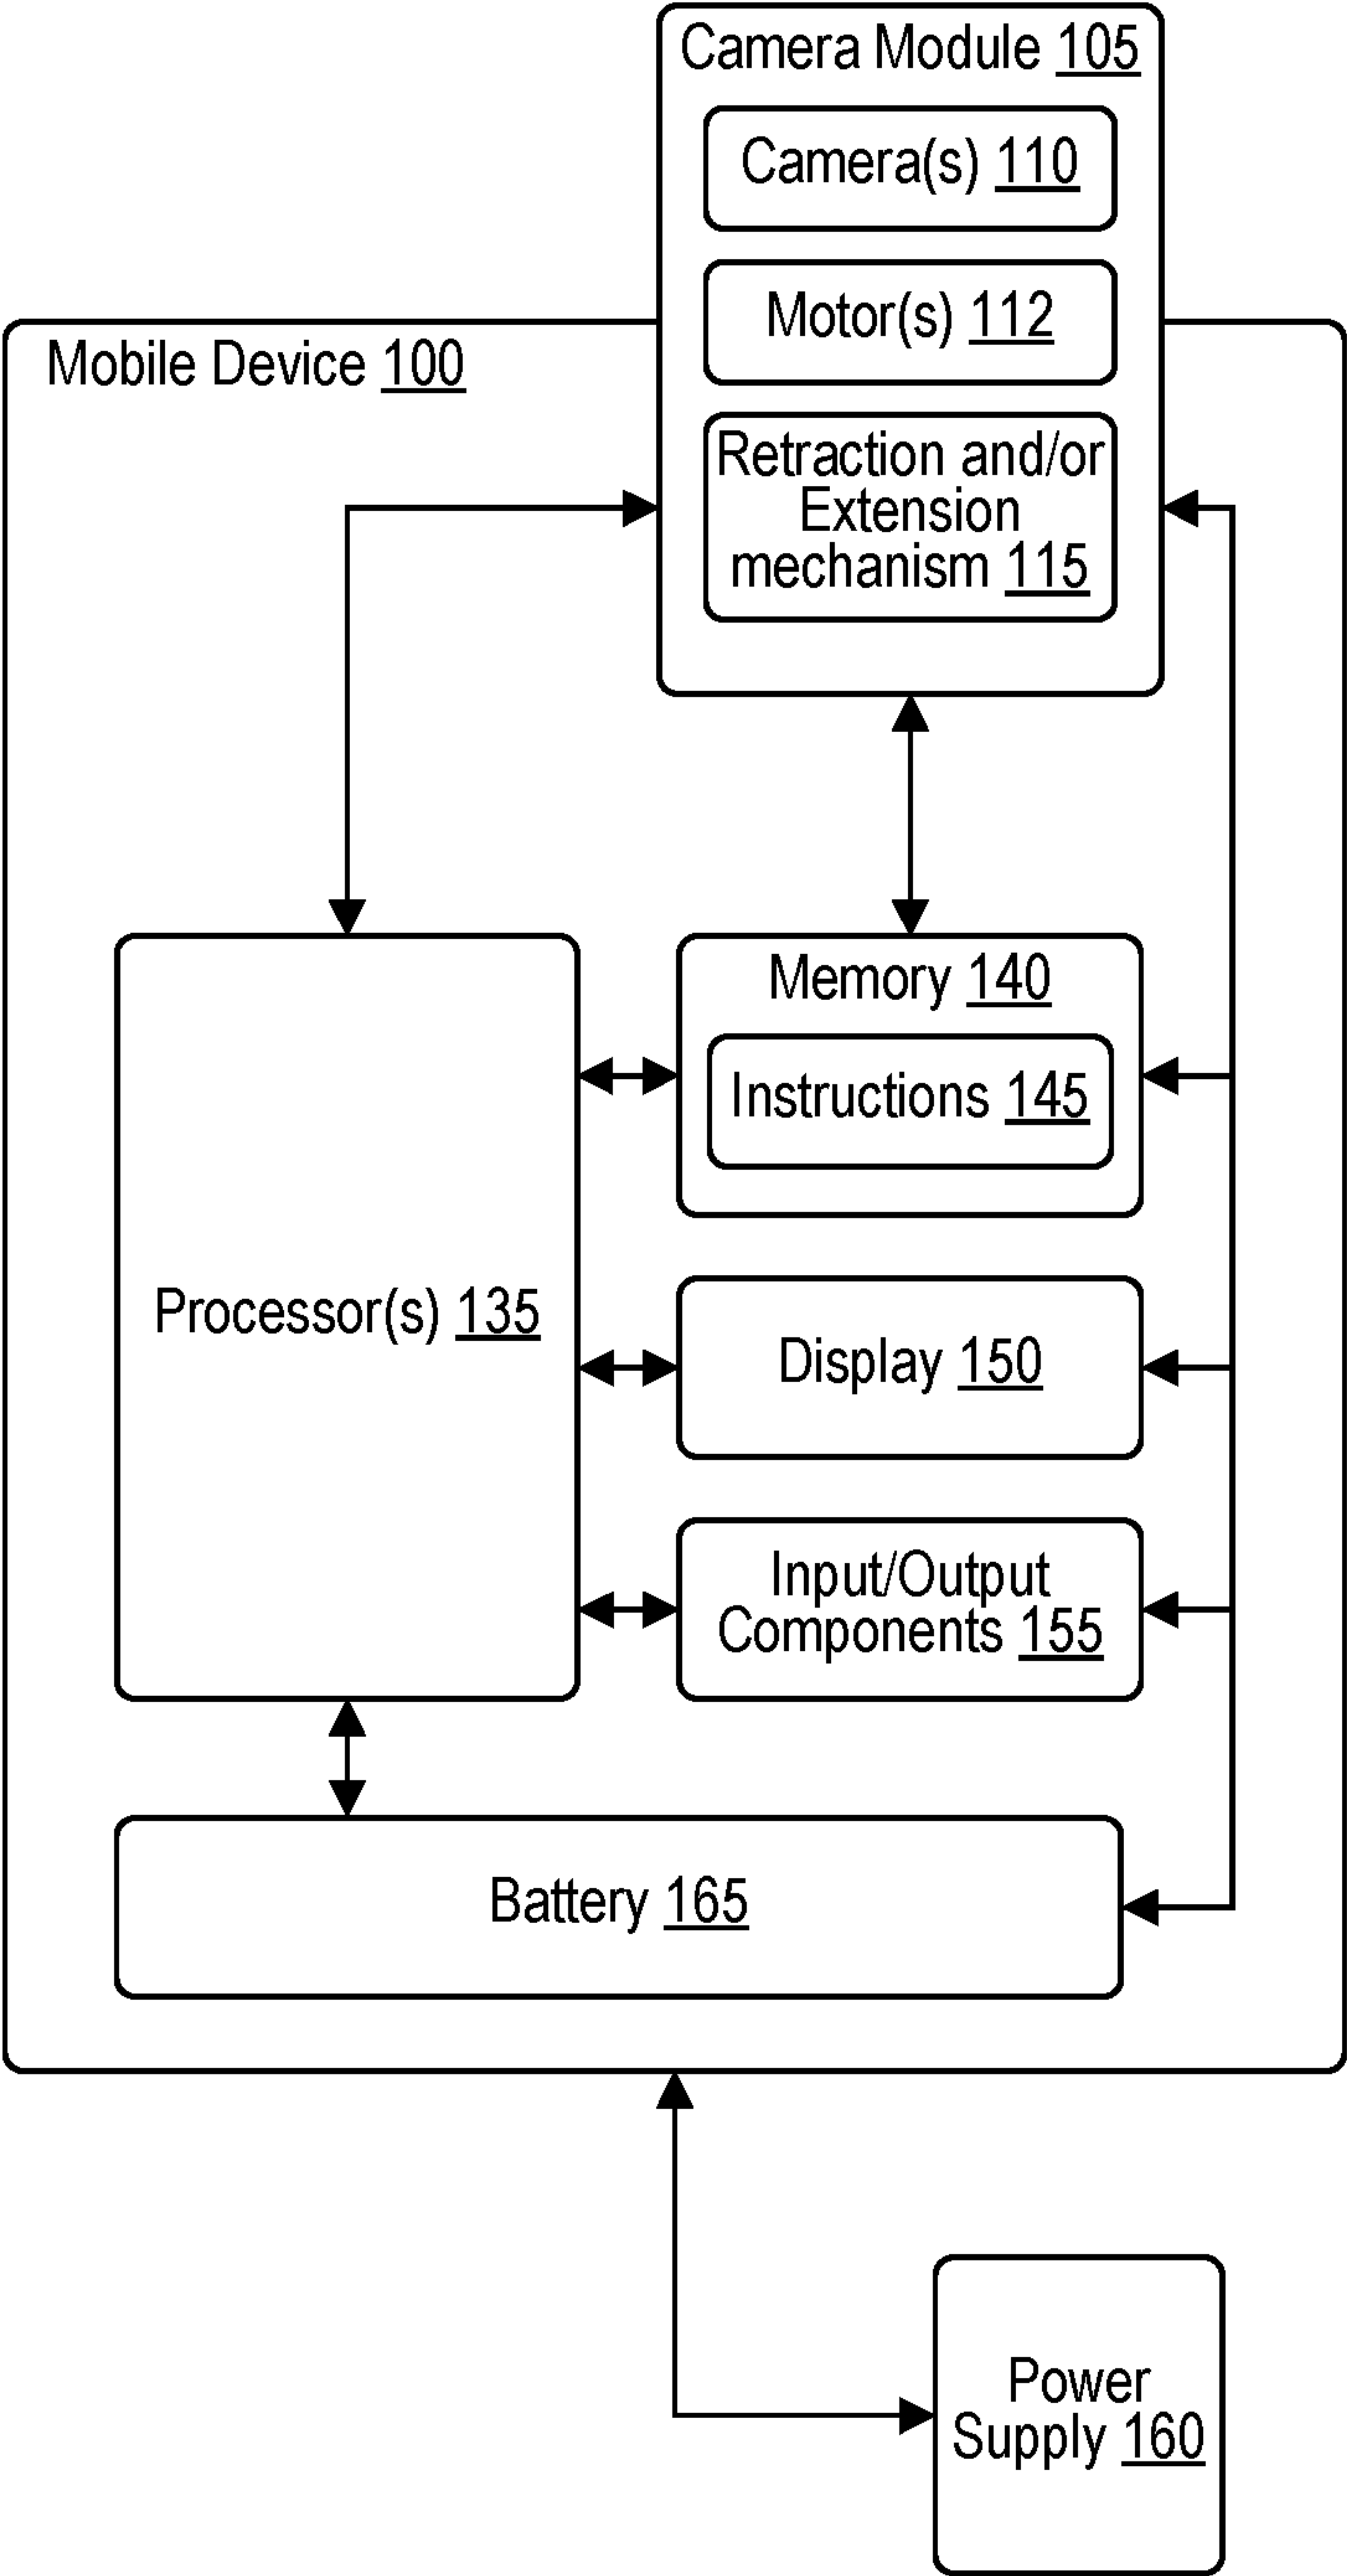 Camera Module 105
Camera(s) 110
Motor(s) 112
Mobile Device 100
Retraction and/or
Extension
mechanism 115
Memory 140
Instructions 145
Processor(s) 135
Display 150
Input/Output
Components 155
Battery 165
Power
Supply 160